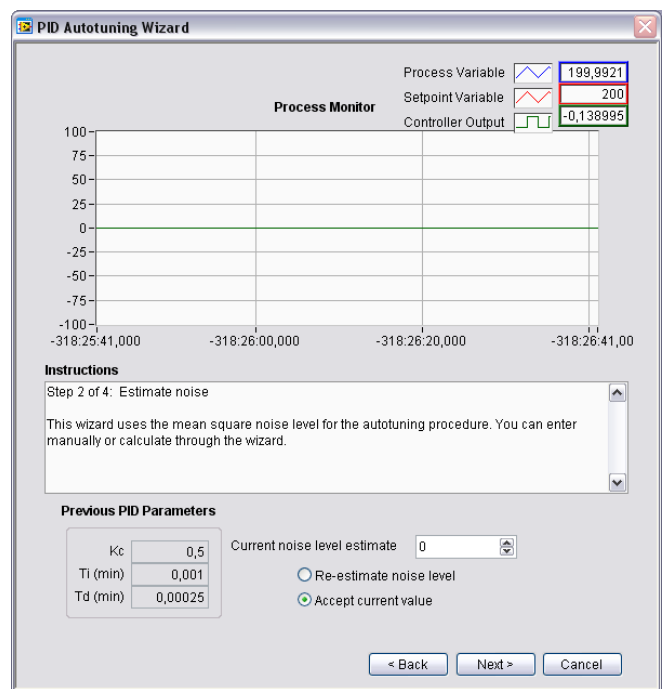 PID Autotuning Wizard
Process Variable 199,9921
Setpoint Variable 200
Process Monitor
Controller Output -0,138995
100
75
50
25
0
-25
-50
-75
-100
-318:25:41,000 -318:26:00,000 -318:26:20,000 -318:26:41,00
Instructions
Step 2 of 4: Estimate noise
This wizard uses the mean square noise level for the autotuning procedure. You can enter
manually or calculate through the wizard.
Previous PID Parameters
Kc 0,5
Ti (min) 0,001
Td (min) 0,00025
Current noise level estimate 0
Re-estimate noise level
Accept current value
< Back Next > Cancel